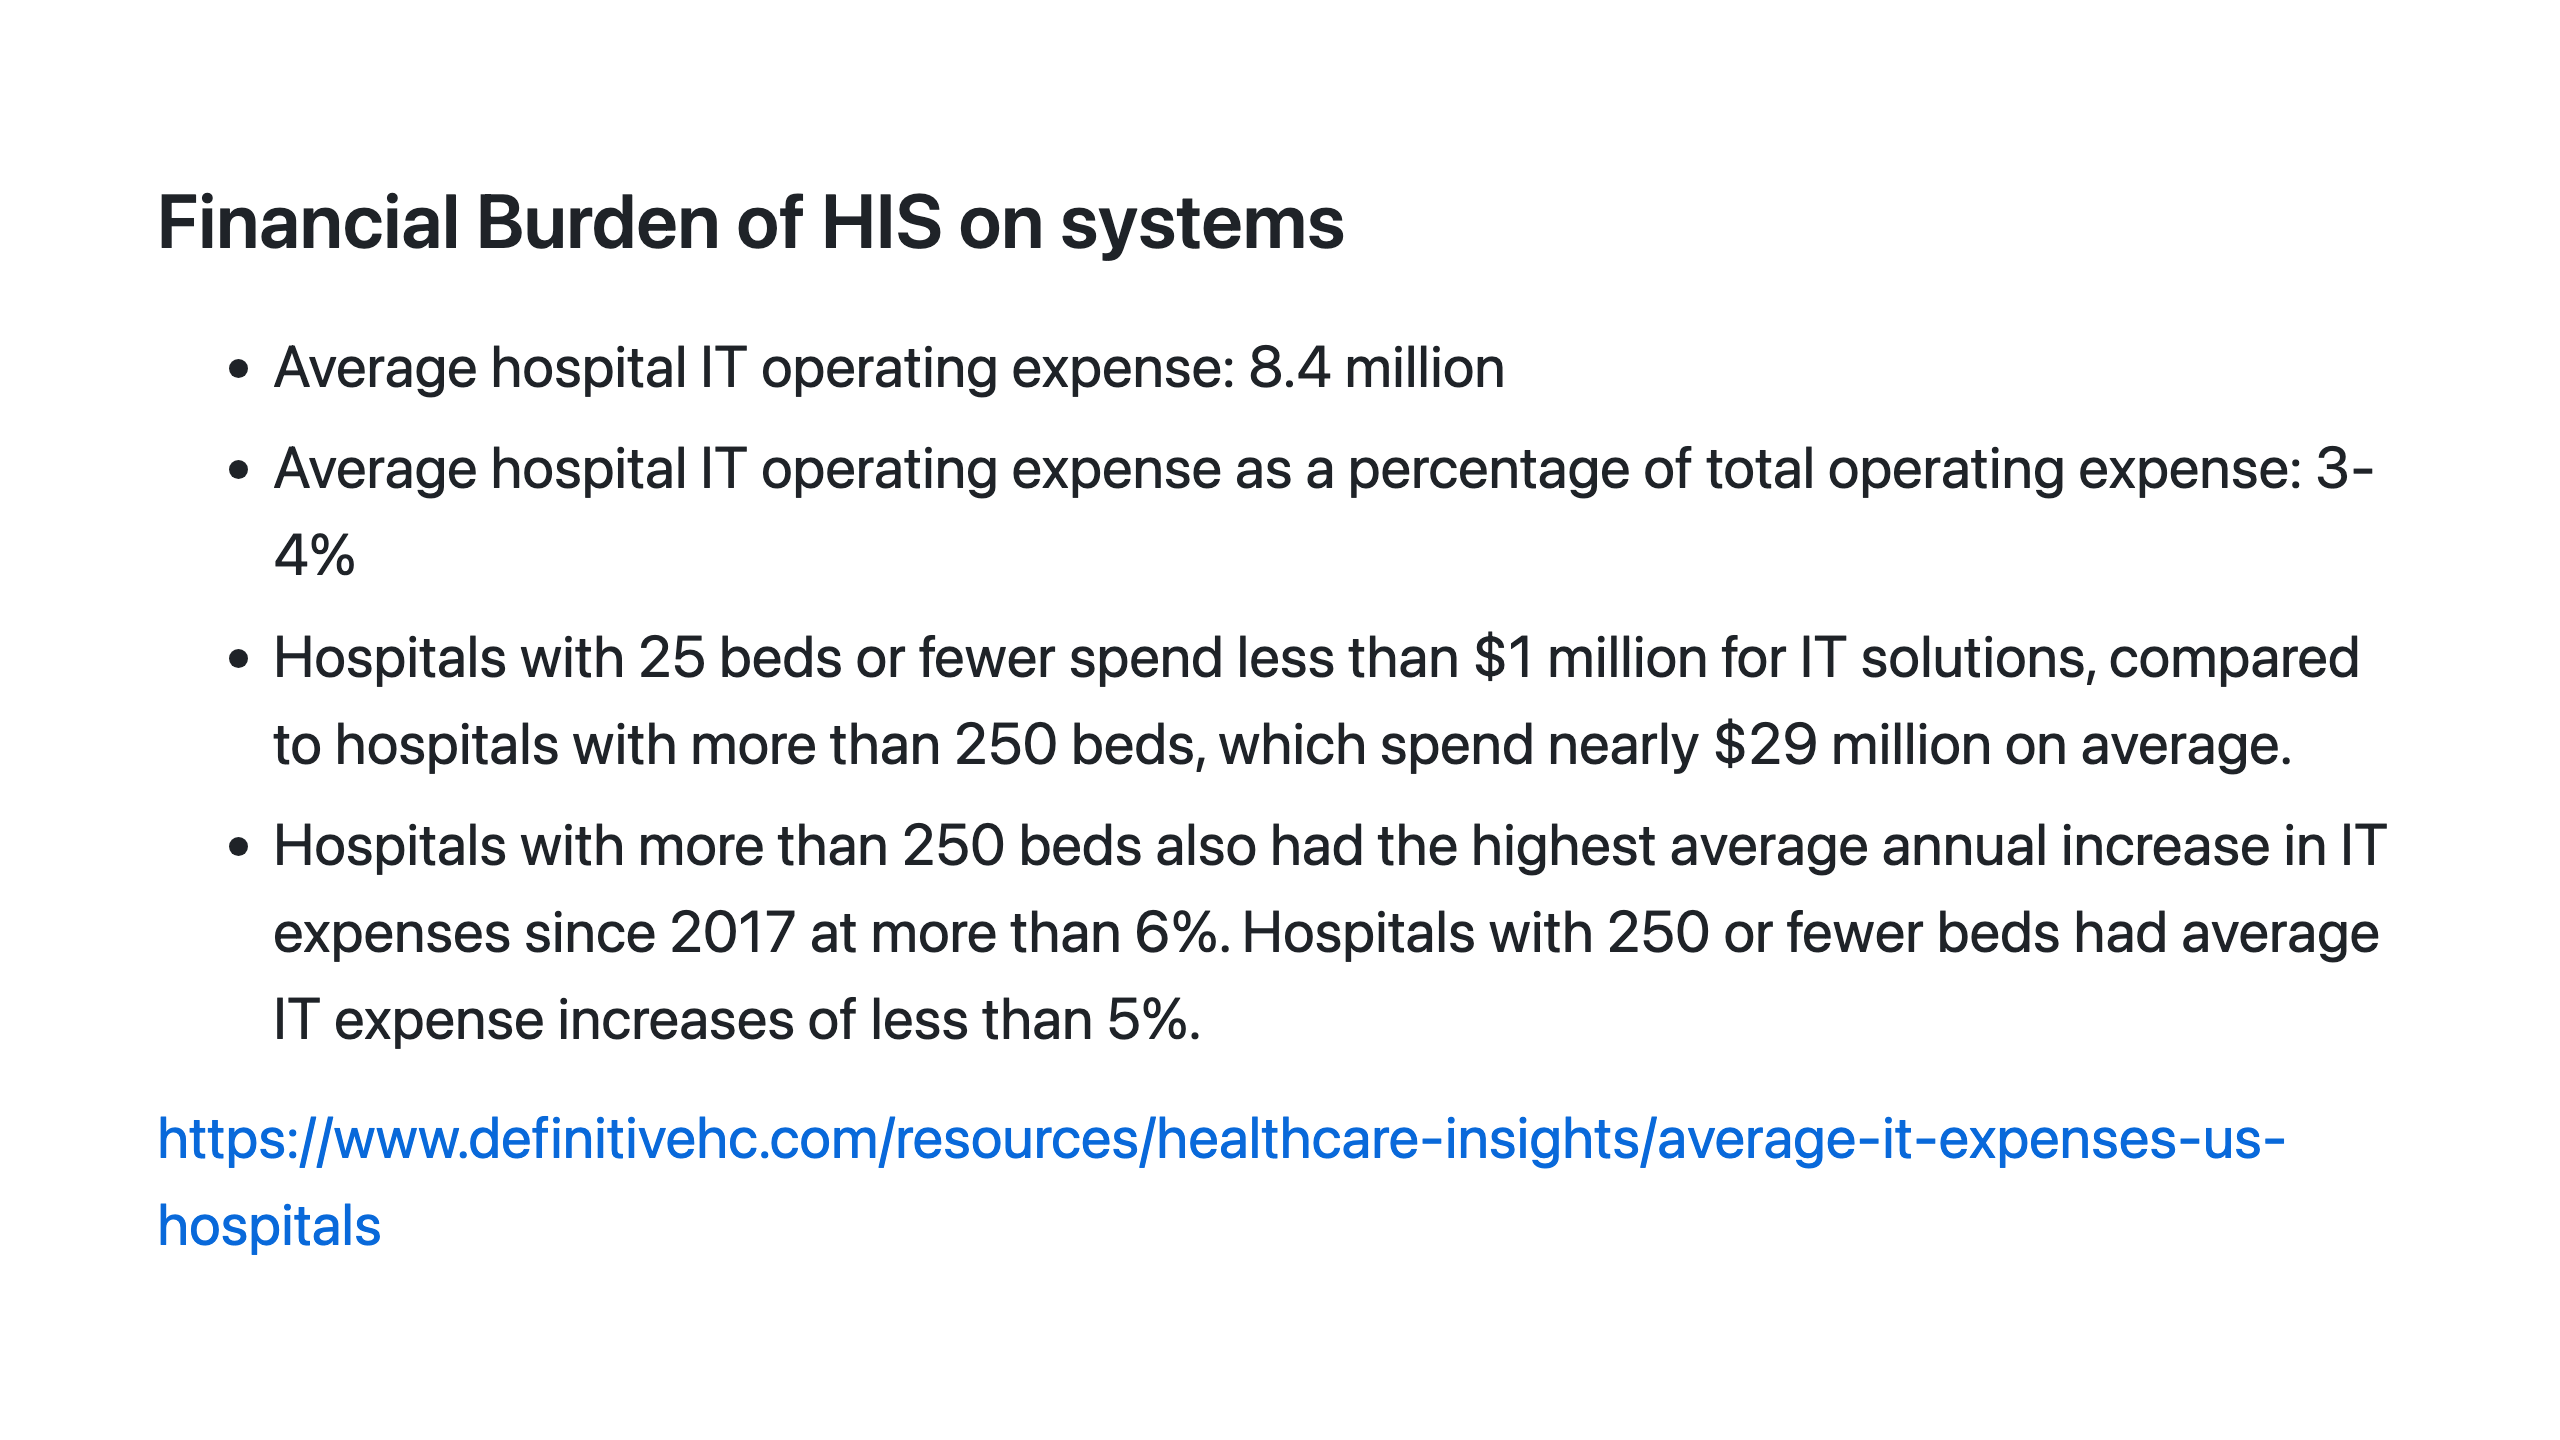 Financial Burden of HIS on systems
• Average hospital IT operating expense: 8.4 million
• Average hospital IT operating expense as a percentage of total operating expense: 3-
4%
• Hospitals with 25 beds or fewer spend less than $1 million for IT solutions, compared
to hospitals with more than 250 beds, which spend nearly $29 million on average.
• Hospitals with more than 250 beds also had the highest average annual increase in IT
expenses since 2017 at more than 6%. Hospitals with 250 or fewer beds had average
IT expense increases of less than 5%.
https://www.definitivehc.com/resources/healthcare-insights/average-it-expenses-us-
hospitals